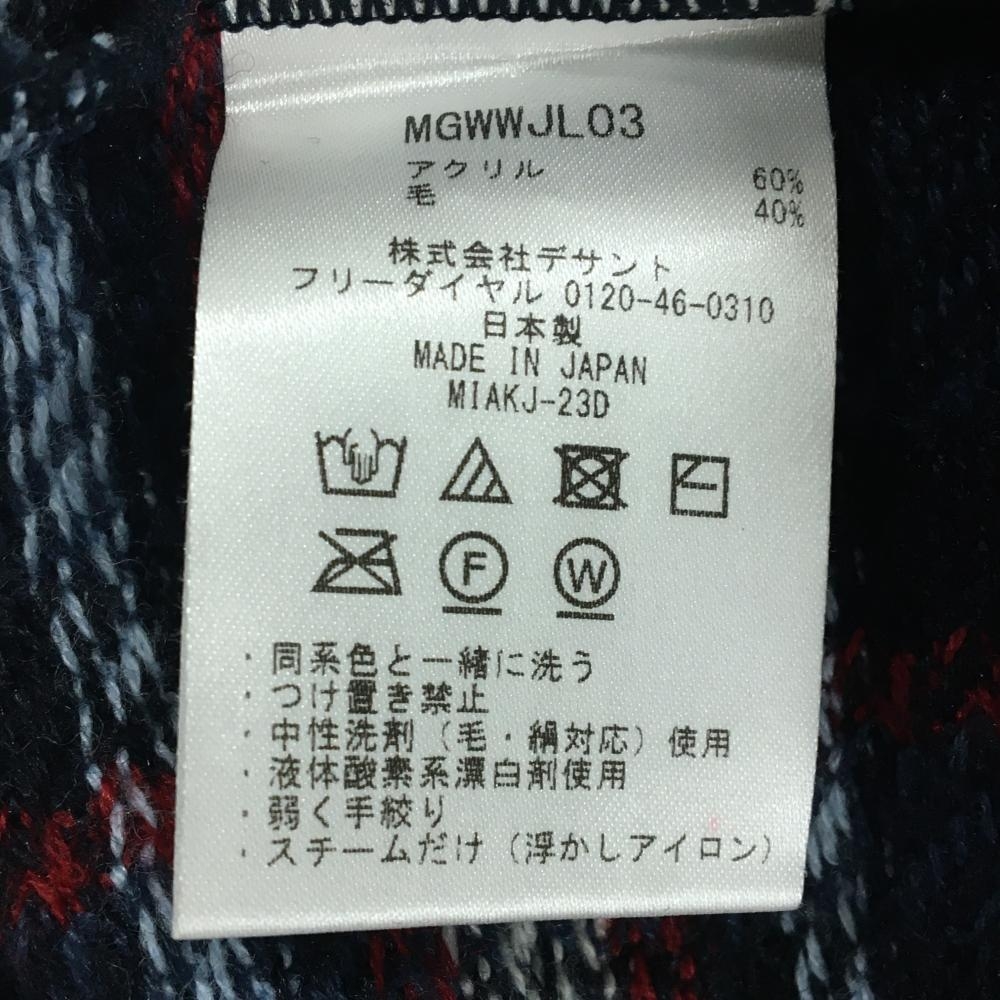 MGWWJL03
アクリル 60%
毛 40%
株式会社デサント
フリーダイヤル 0120-46-0310
日本製
MADE IN JAPAN
MIAKJ-23D
F W
・同系色と一緒に洗う
・つけ置き禁止
・中性洗剤（毛・絹対応）使用
・液体酸素系漂白剤使用
・弱く手絞り
・スチームだけ（浮かしアイロン）